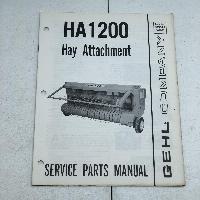 HA1200
Hay Attachment
GEHL COMPANY
SERVICE PARTS MANUAL